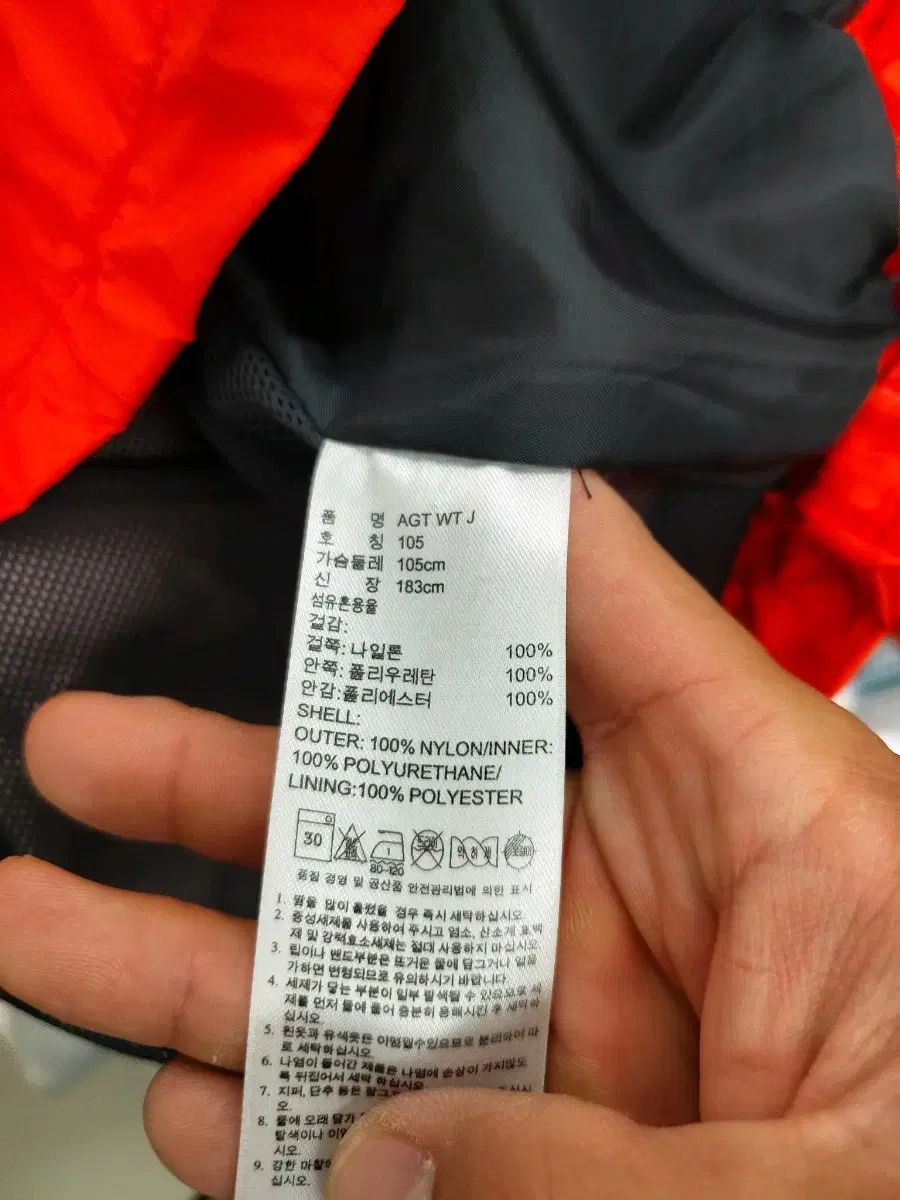 품 명 AGT WT J
호 칭 105
가슴둘레 105cm
신 장 183cm
섬유혼용율
겉감:
겉쪽: 나일론 100%
안쪽: 폴리우레탄 100%
안감:폴리에스터 100%
SHELL:
OUTER: 100% NYLON/INNER:
100% POLYURETHANE/
LINING:100% POLYESTER
30
80~120
품질 경영 및 공산품 안전관리법에 의한 표시
1. 땀을 많이 흘렸을 경우 즉시 세탁하십시오
2. 중성세제를 사용하여 주시고 염소, 산소계 표백
제 및 강력효소세제는 절대 사용하지 마십시오
3. 립이나 밴드부분은 뜨거운 물에 담그거나 열을
가하면 변형되므로 유의하시기 바랍니다
4. 세제가 닿는 부분이 일부 탈색될 수 있으므로 세
제를 먼저 물에 풀어 충분히 용해시킨 후 세탁하
십시오
5. 흰옷과 유색옷은 이염될수있으므로 분리하여 따
로 세탁하십시오
6. 나염이 들어간 제품은 나염에 손상이 가지않도
록 뒤집어서 세탁 하십시오
7. 지퍼, 단추 등은 잘그 하십시
오.
8. 물에 오래 담가
탈색이나 이염
시오.
9. 강한 마찰
십시오.